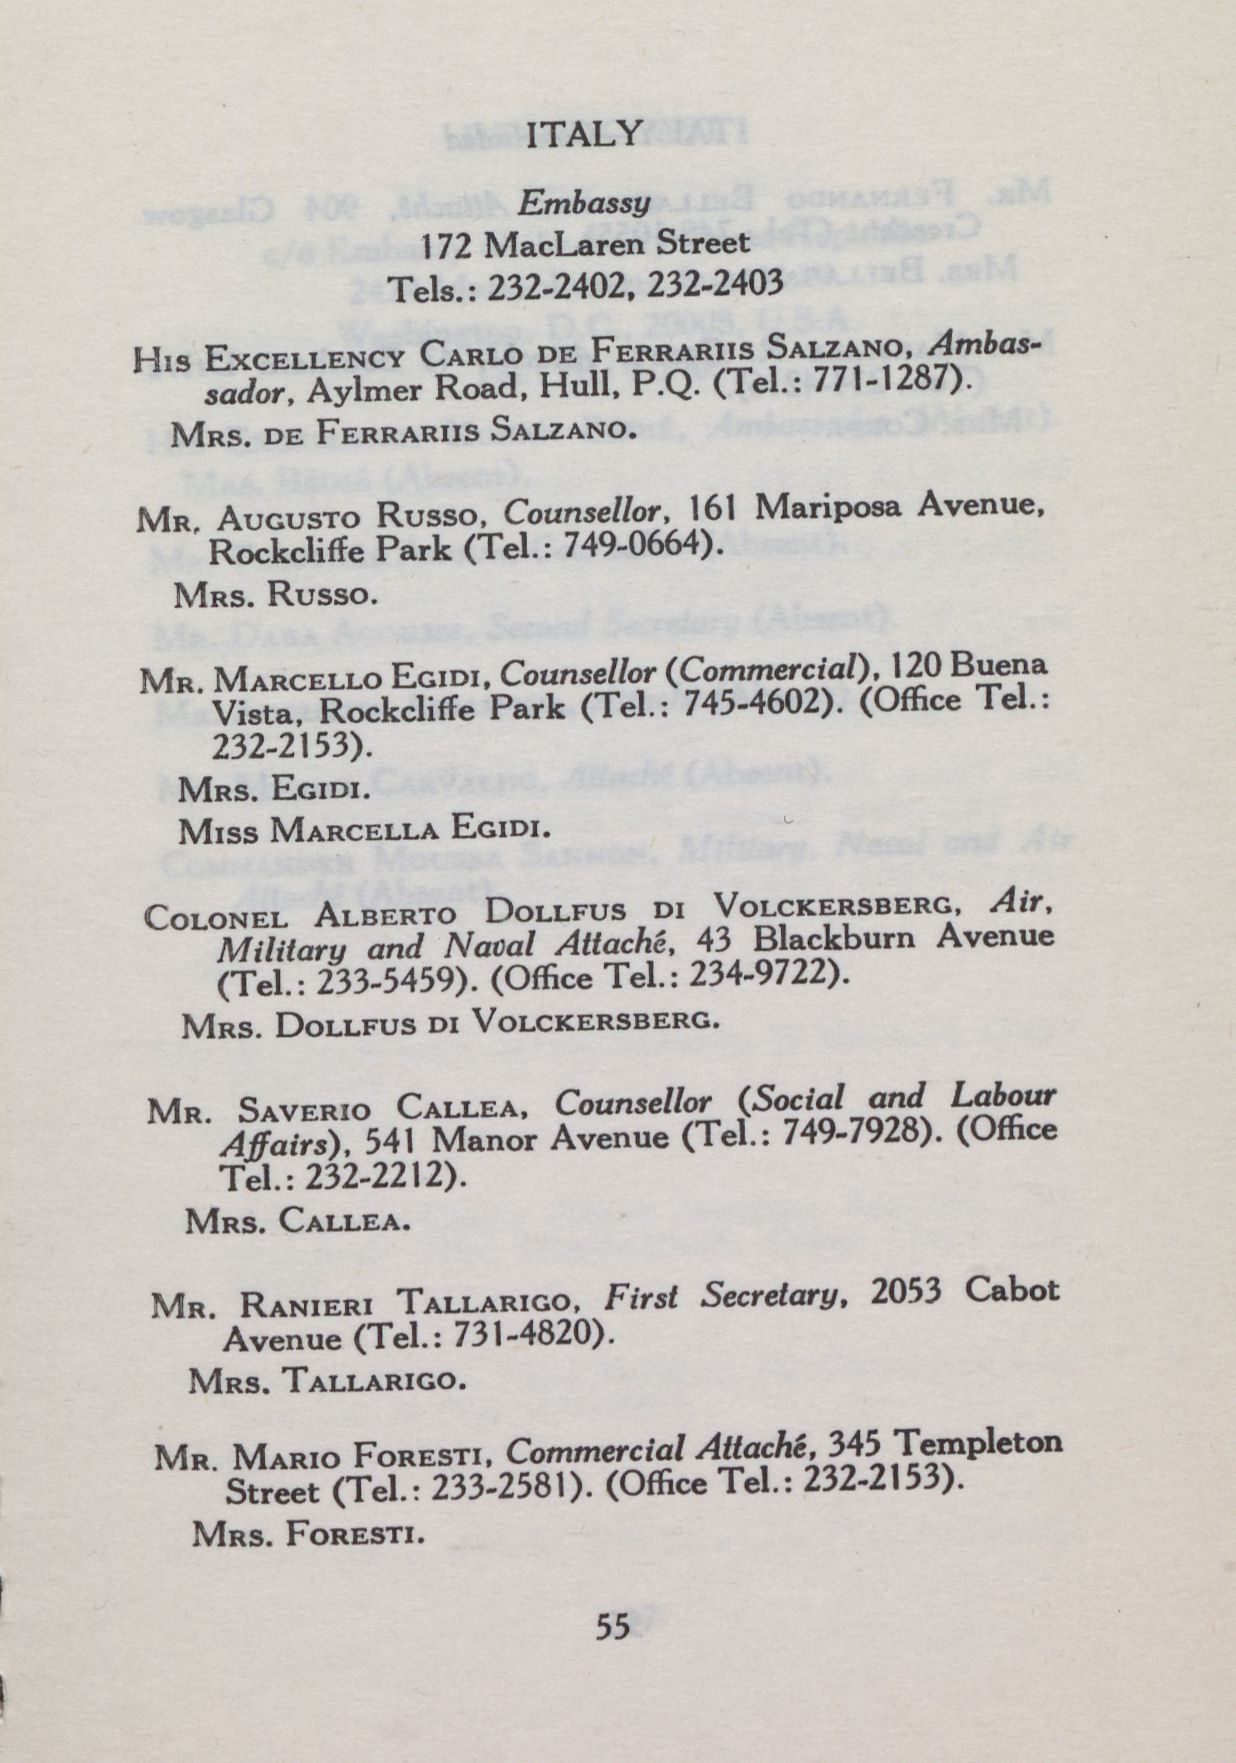 ITALY
Embassy
172 MacLaren Street
Tels.: 232-2402, 232-2403
HIS EXCELLENCY CARLO DE FERRARIIS SALZANO, Ambas-
sador, Aylmer Road, Hull, P.Q. (Tel.: 771-1287).
MRS. DE FERRARIIS SALZANO.
MR. AUGUSTO RUSSO, Counsellor, 161 Mariposa Avenue,
Rockcliffe Park (Tel.: 749-0664).
MRS. RUSSO.
MR. MARCELLO EGIDI, Counsellor (Commercial), 120 Buena
Vista, Rockcliffe Park (Tel.: 745-4602). (Office Tel.:
232-2153).
MRS. EGIDI.
MISS MARCELLA EGIDI.
COLONEL ALBERTO DOLLFUS DI VOLCKERSBERG, Air,
Military and Naval Attaché, 43 Blackburn Avenue
(Tel.: 233-5459). (Office Tel.: 234-9722).
MRS. DOLLFUS DI VOLCKERSBERG.
MR. SAVERIO CALLEA, Counsellor (Social and Labour
Affairs), 541 Manor Avenue (Tel.: 749-7928). (Office
Tel.: 232-2212).
MRS. CALLEA.
MR. RANIERI TALLARIGO, First Secretary, 2053 Cabot
Avenue (Tel.: 731-4820).
MRS. TALLARIGO.
MR. MARIO FORESTI, Commercial Attaché, 345 Templeton
Street (Tel.: 233-2581). (Office Tel.: 232-2153).
MRS. FORESTI.
55